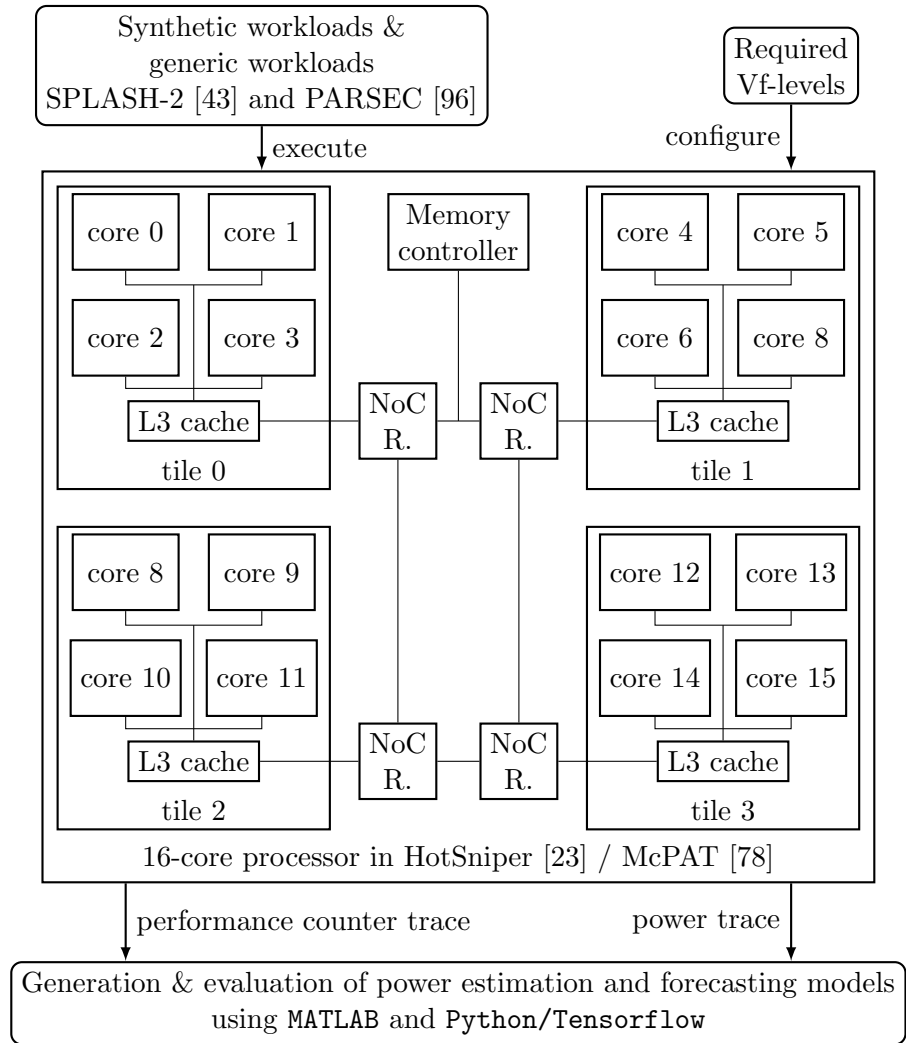 Synthetic workloads &
generic workloads
SPLASH-2 [43] and PARSEC [96]
Required
Vf-levels
execute
configure
core 0
core 1
core 2
core 3
L3 cache
tile 0
Memory
controller
core 4
core 5
core 6
core 8
L3 cache
tile 1
NoC
R.
NoC
R.
core 8
core 9
core 10
core 11
L3 cache
tile 2
NoC
R.
NoC
R.
core 12
core 13
core 14
core 15
L3 cache
tile 3
16-core processor in HotSniper [23] / McPAT [78]
performance counter trace
power trace
Generation & evaluation of power estimation and forecasting models
using MATLAB and Python/Tensorflow